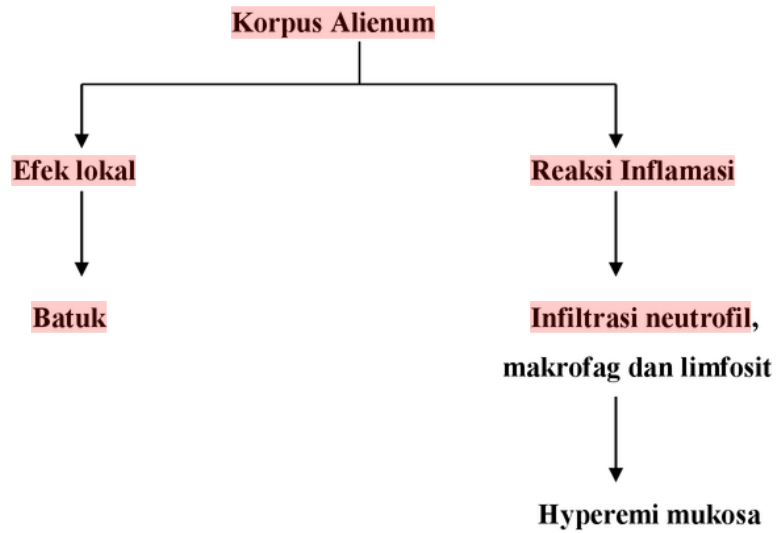 Korpus Alienum
Efek lokal
Reaksi Inflamasi
Batuk
Infiltrasi neutrofil,
makrofag dan limfosit
Hyperemi mukosa